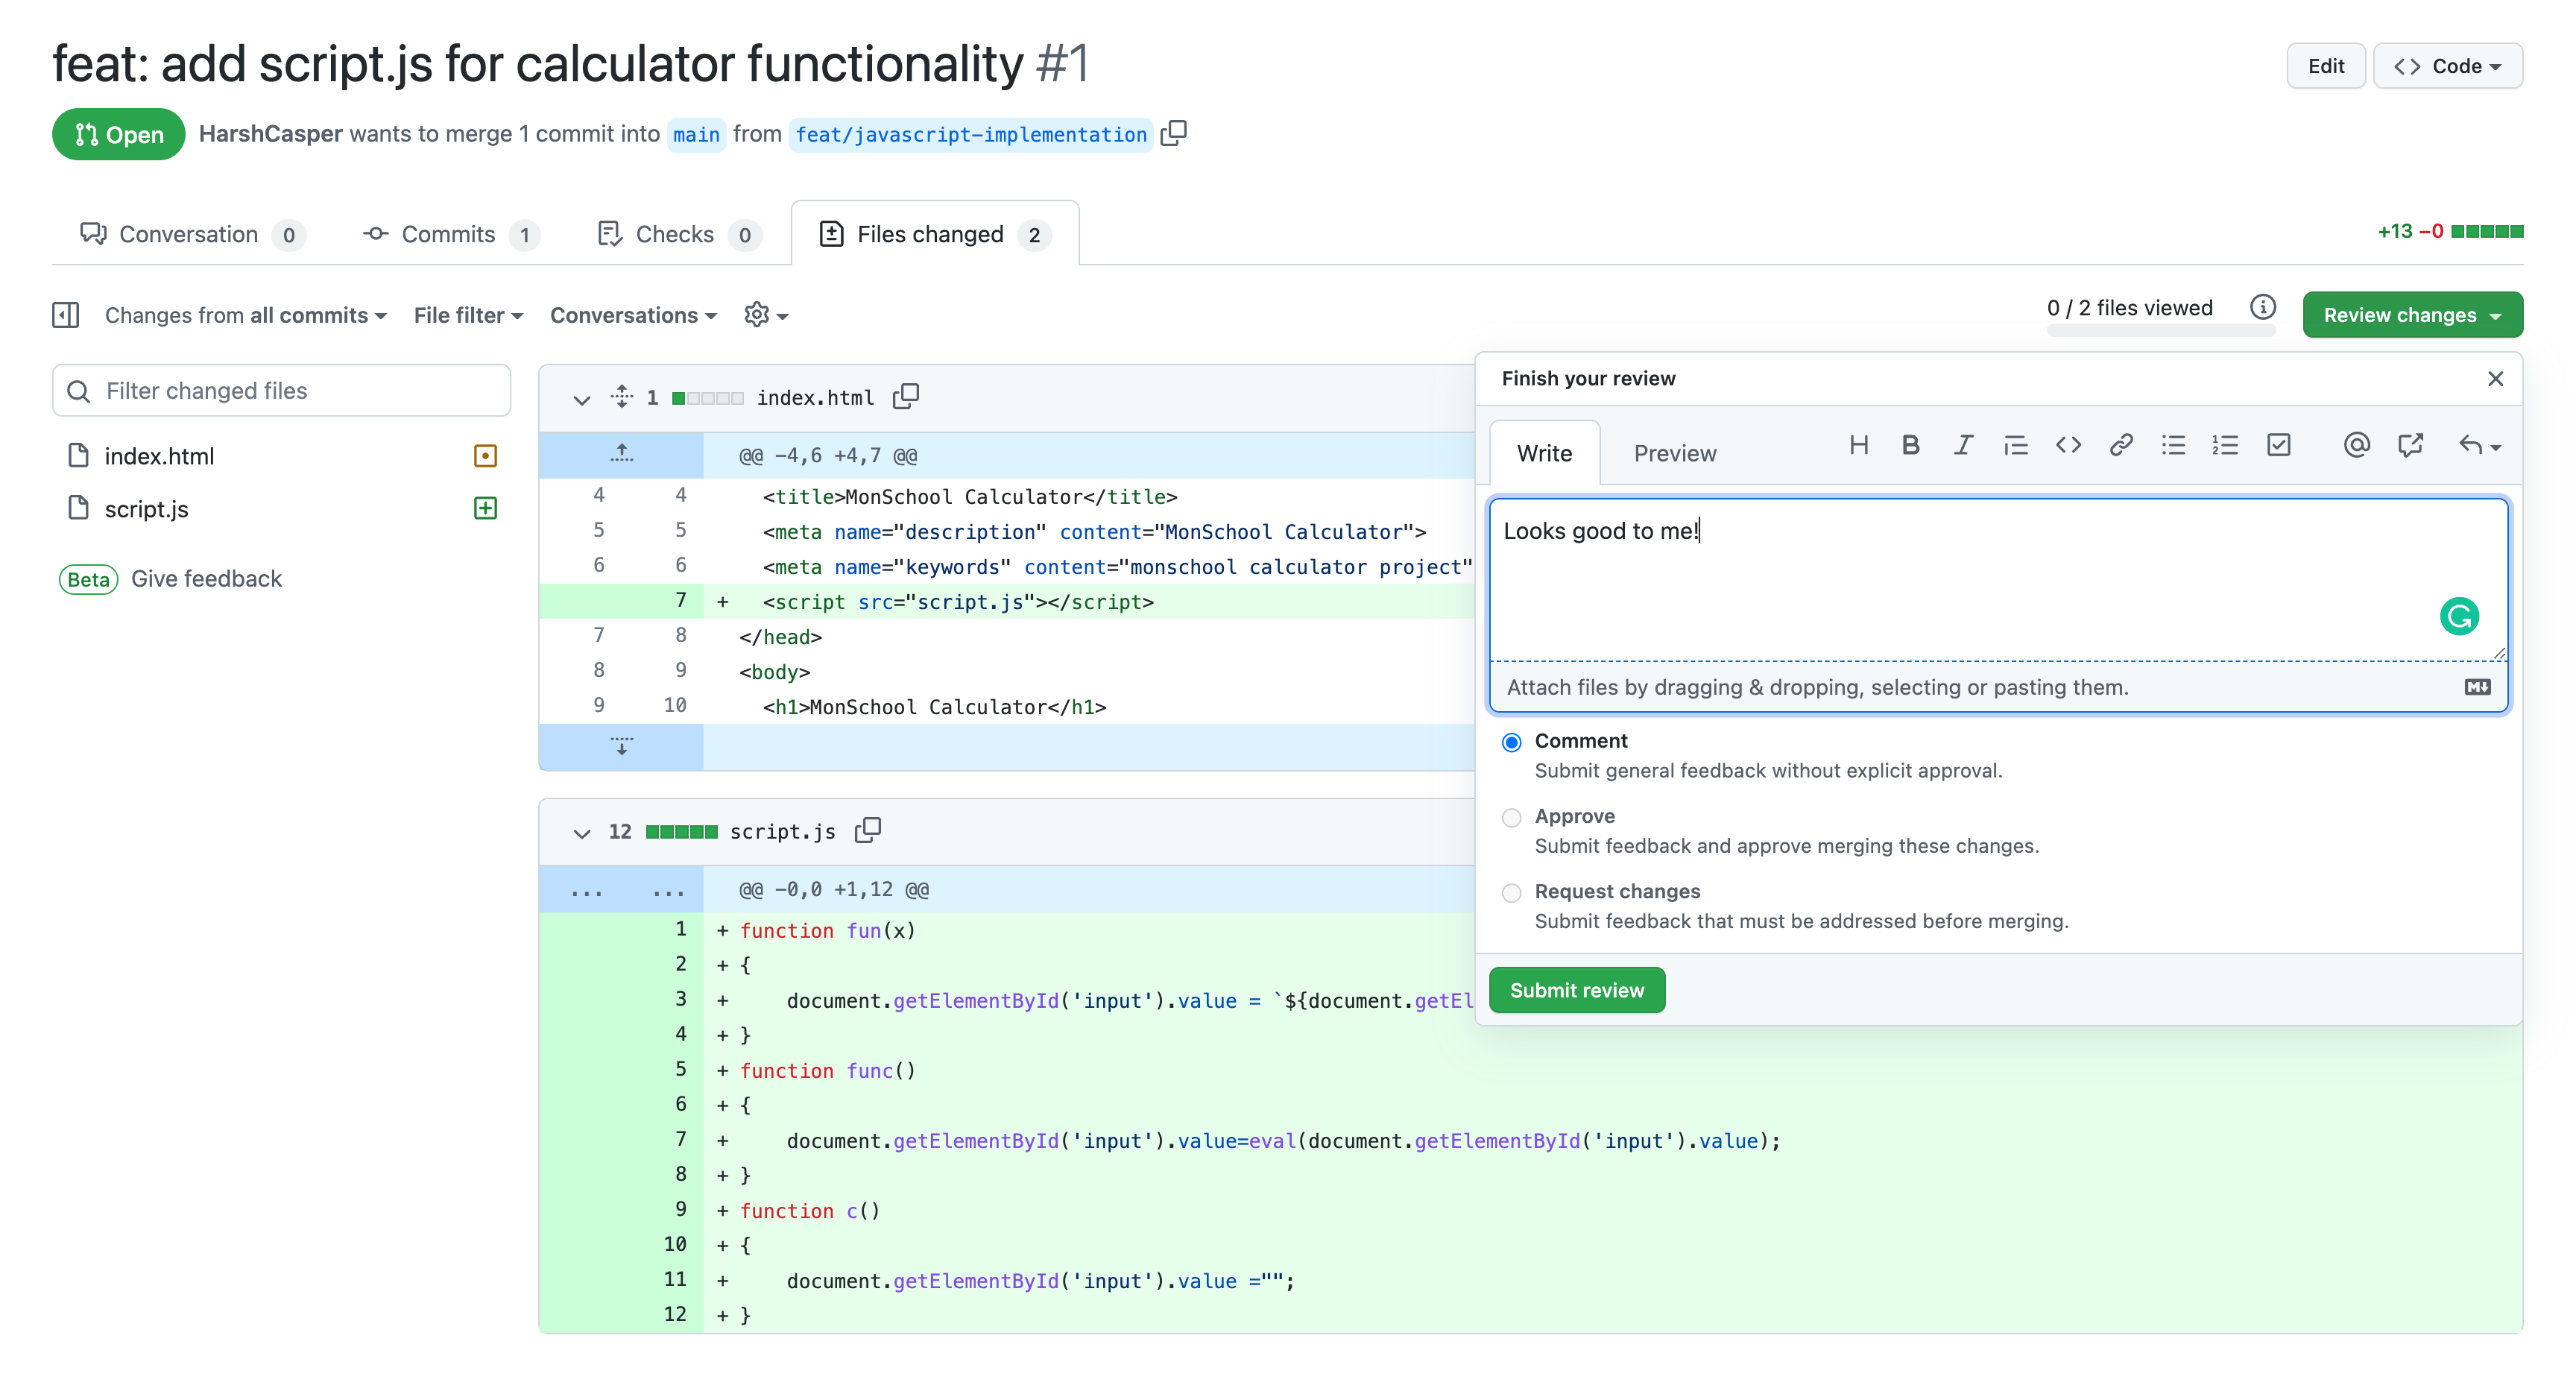 feat: add script.js for calculator functionality #1
Edit
Code
Open
HarshCasper wants to merge 1 commit into main from feat/javascript-implementation
Conversation 0
Commits 1
Checks 0
Files changed 2
+13 −0
Changes from all commits
File filter
Conversations
0 / 2 files viewed
Review changes
Filter changed files
index.html
script.js
Beta Give feedback
1 index.html
@@ -4,6 +4,7 @@
4 4 <title>MonSchool Calculator</title>
5 5 <meta name="description" content="MonSchool Calculator">
6 6 <meta name="keywords" content="monschool calculator project"
7 + <script src="script.js"></script>
7 8 </head>
8 9 <body>
9 10 <h1>MonSchool Calculator</h1>
12 script.js
... ... @@ -0,0 +1,12 @@
1 + function fun(x)
2 + {
3 + document.getElementById('input').value = `${document.getEl
4 + }
5 + function func()
6 + {
7 + document.getElementById('input').value=eval(document.getElementById('input').value);
8 + }
9 + function c()
10 + {
11 + document.getElementById('input').value ="";
12 + }
Finish your review
Write
Preview
Looks good to me!
Attach files by dragging & dropping, selecting or pasting them.
Comment
Submit general feedback without explicit approval.
Approve
Submit feedback and approve merging these changes.
Request changes
Submit feedback that must be addressed before merging.
Submit review